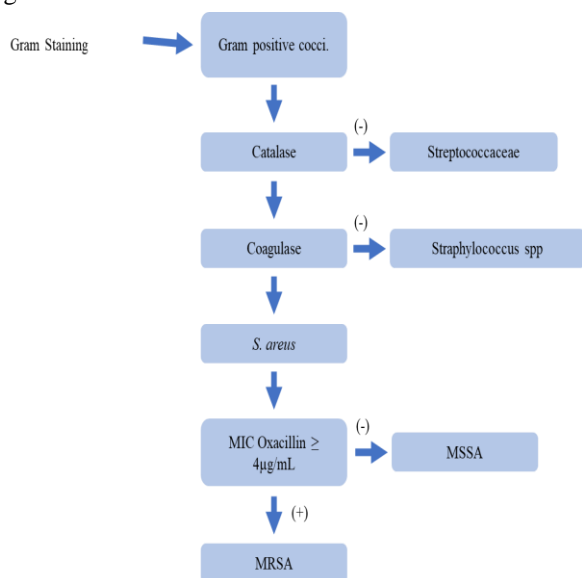 Gram Staining
Gram positive cocci.
(-)
Catalase
Streptococcaceae
(-)
Coagulase
Straphylococcus spp
S. areus
(-)
MIC Oxacillin ≥
4µg/mL
MSSA
(+)
MRSA